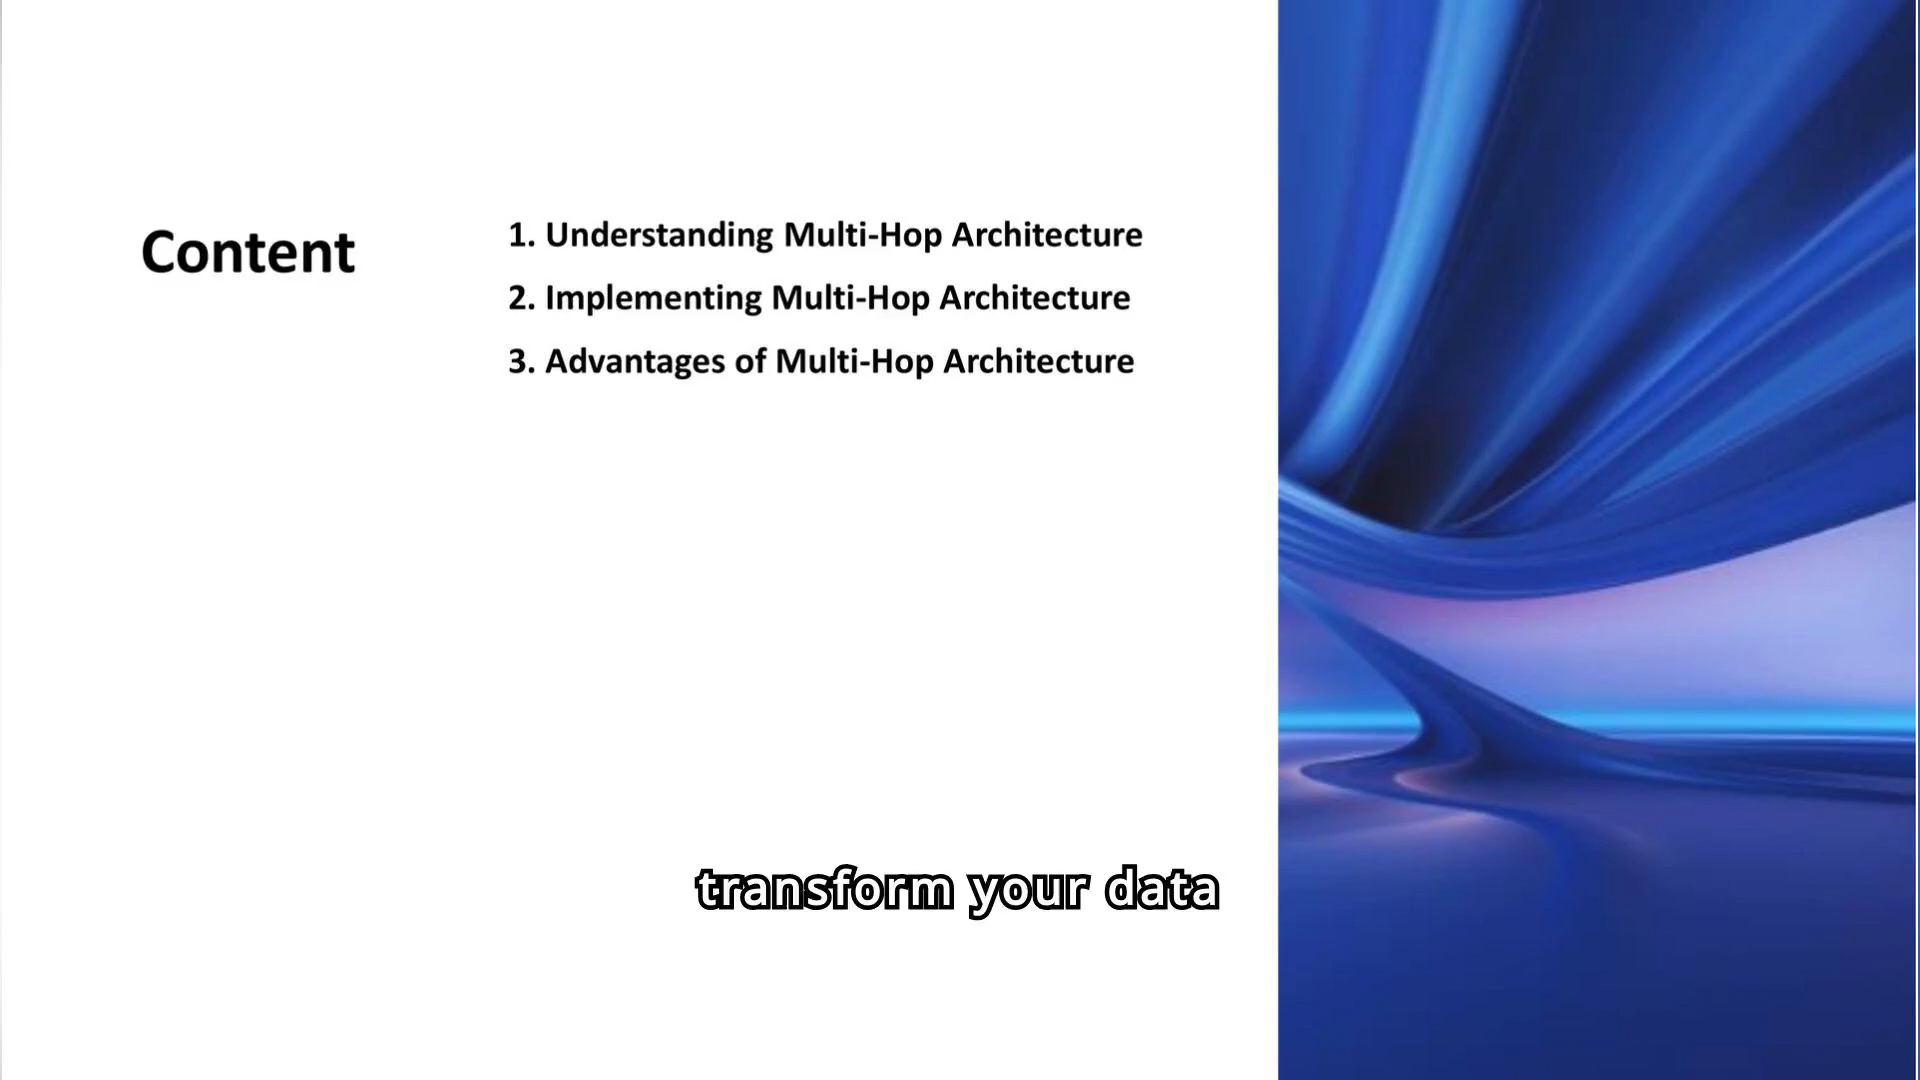 Content
1. Understanding Multi-Hop Architecture
2. Implementing Multi-Hop Architecture
3. Advantages of Multi-Hop Architecture
transform your data